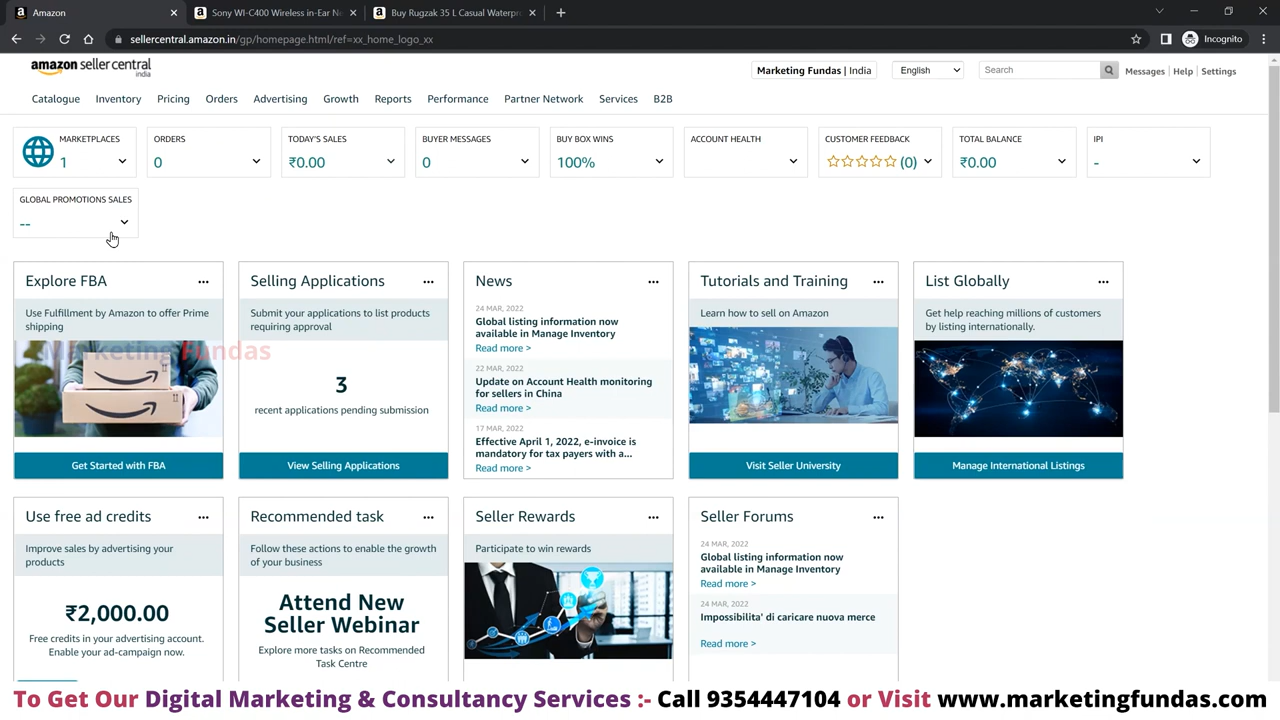 Amazon
Sony WI-C400 Wireless in-Ear Ne
Buy Rugzak 35 L Casual Waterpro
sellercentral.amazon.in/gp/homepage.html/ref=xx_home_logo_xx
Incognito
amazon seller central
india
Marketing Fundas | India
English
Search
Messages | Help | Settings
Catalogue Inventory Pricing Orders Advertising Growth Reports Performance Partner Network Services B2B
MARKETPLACES
1
ORDERS
0
TODAY'S SALES
₹0.00
BUYER MESSAGES
0
BUY BOX WINS
100%
ACCOUNT HEALTH
CUSTOMER FEEDBACK
(0)
TOTAL BALANCE
₹0.00
IPI
-
GLOBAL PROMOTIONS SALES
--
Explore FBA
Use Fulfillment by Amazon to offer Prime
shipping
Marketing Fundas
Get Started with FBA
Selling Applications
Submit your applications to list products
requiring approval
3
recent applications pending submission
View Selling Applications
News
24 MAR, 2022
Global listing information now
available in Manage Inventory
Read more >
22 MAR, 2022
Update on Account Health monitoring
for sellers in China
Read more >
17 MAR, 2022
Effective April 1, 2022, e-invoice is
mandatory for tax payers with a...
Read more >
Tutorials and Training
Learn how to sell on Amazon
Visit Seller University
List Globally
Get help reaching millions of customers
by listing internationally.
Manage International Listings
Use free ad credits
Improve sales by advertising your
products
₹2,000.00
Free credits in your advertising account.
Enable your ad-campaign now.
Recommended task
Follow these actions to enable the growth
of your business
Attend New
Seller Webinar
Explore more tasks on Recommended
Task Centre
Seller Rewards
Participate to win rewards
Seller Forums
24 MAR, 2022
Global listing information now
available in Manage Inventory
Read more >
24 MAR, 2022
Impossibilita' di caricare nuova merce
Read more >
To Get Our Digital Marketing & Consultancy Services :- Call 9354447104 or Visit www.marketingfundas.com